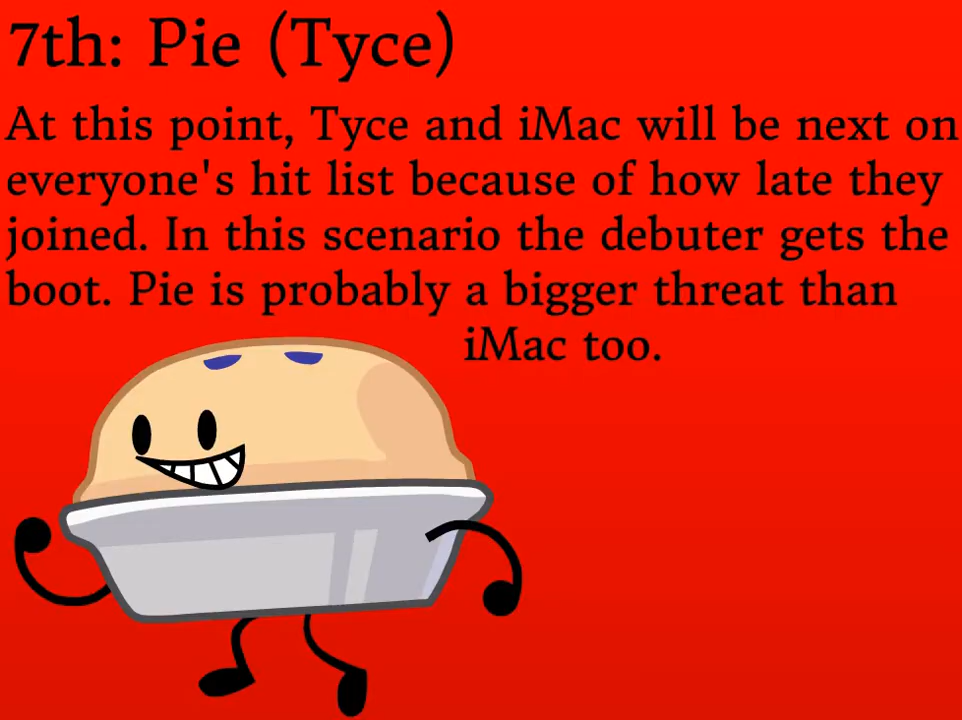 7th: Pie (Tyce)
At this point, Tyce and iMac will be next on
everyone's hit list because of how late they
joined. In this scenario the debuter gets the
boot. Pie is probably a bigger threat than
iMac too.